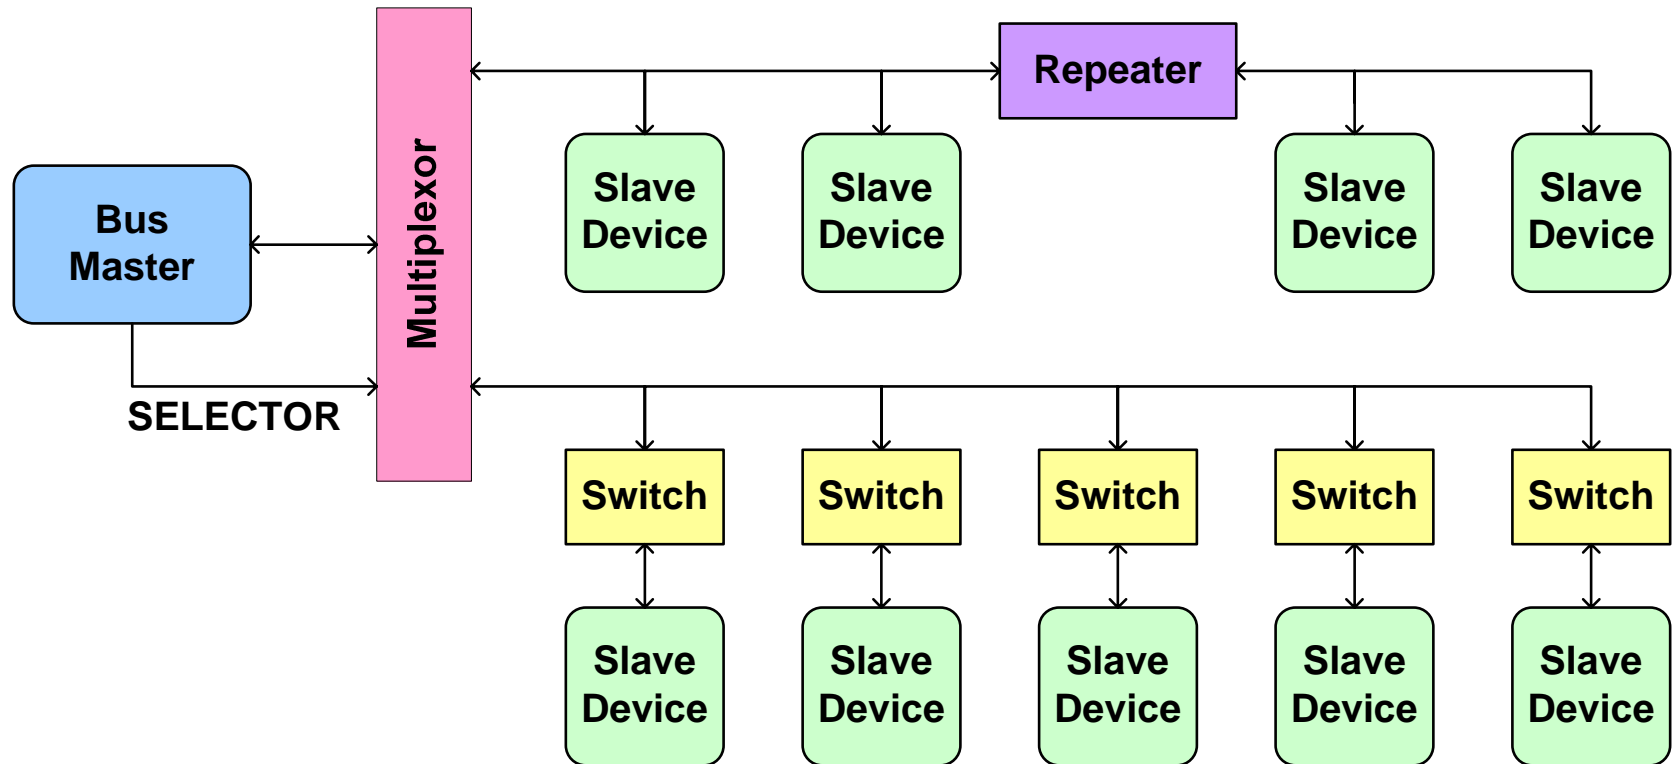 Repeater
Multiplexor
Slave Device
Slave Device
Slave Device
Slave Device
Bus
Master
SELECTOR
Switch
Switch
Switch
Switch
Switch
Slave Device
Slave Device
Slave Device
Slave Device
Slave Device